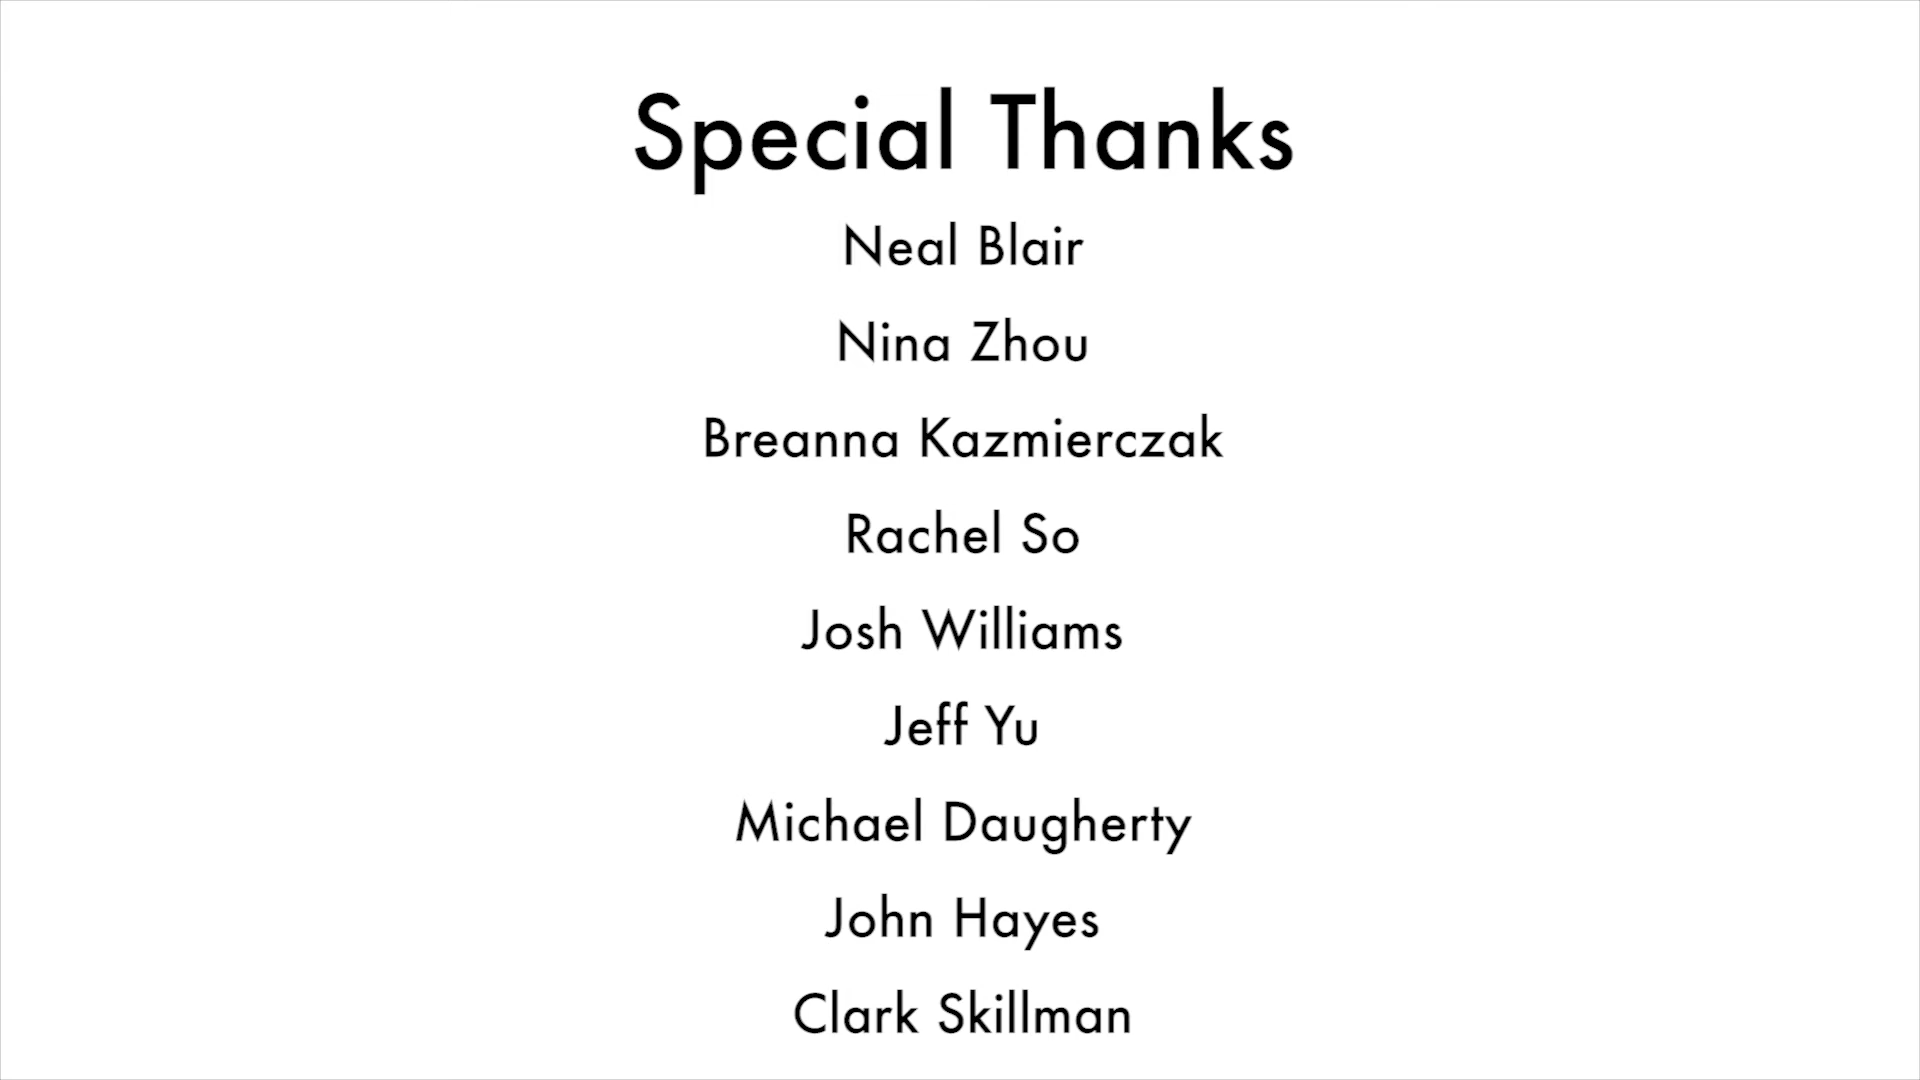 Special Thanks
Neal Blair
Nina Zhou
Breanna Kazmierczak
Rachel So
Josh Williams
Jeff Yu
Michael Daugherty
John Hayes
Clark Skillman